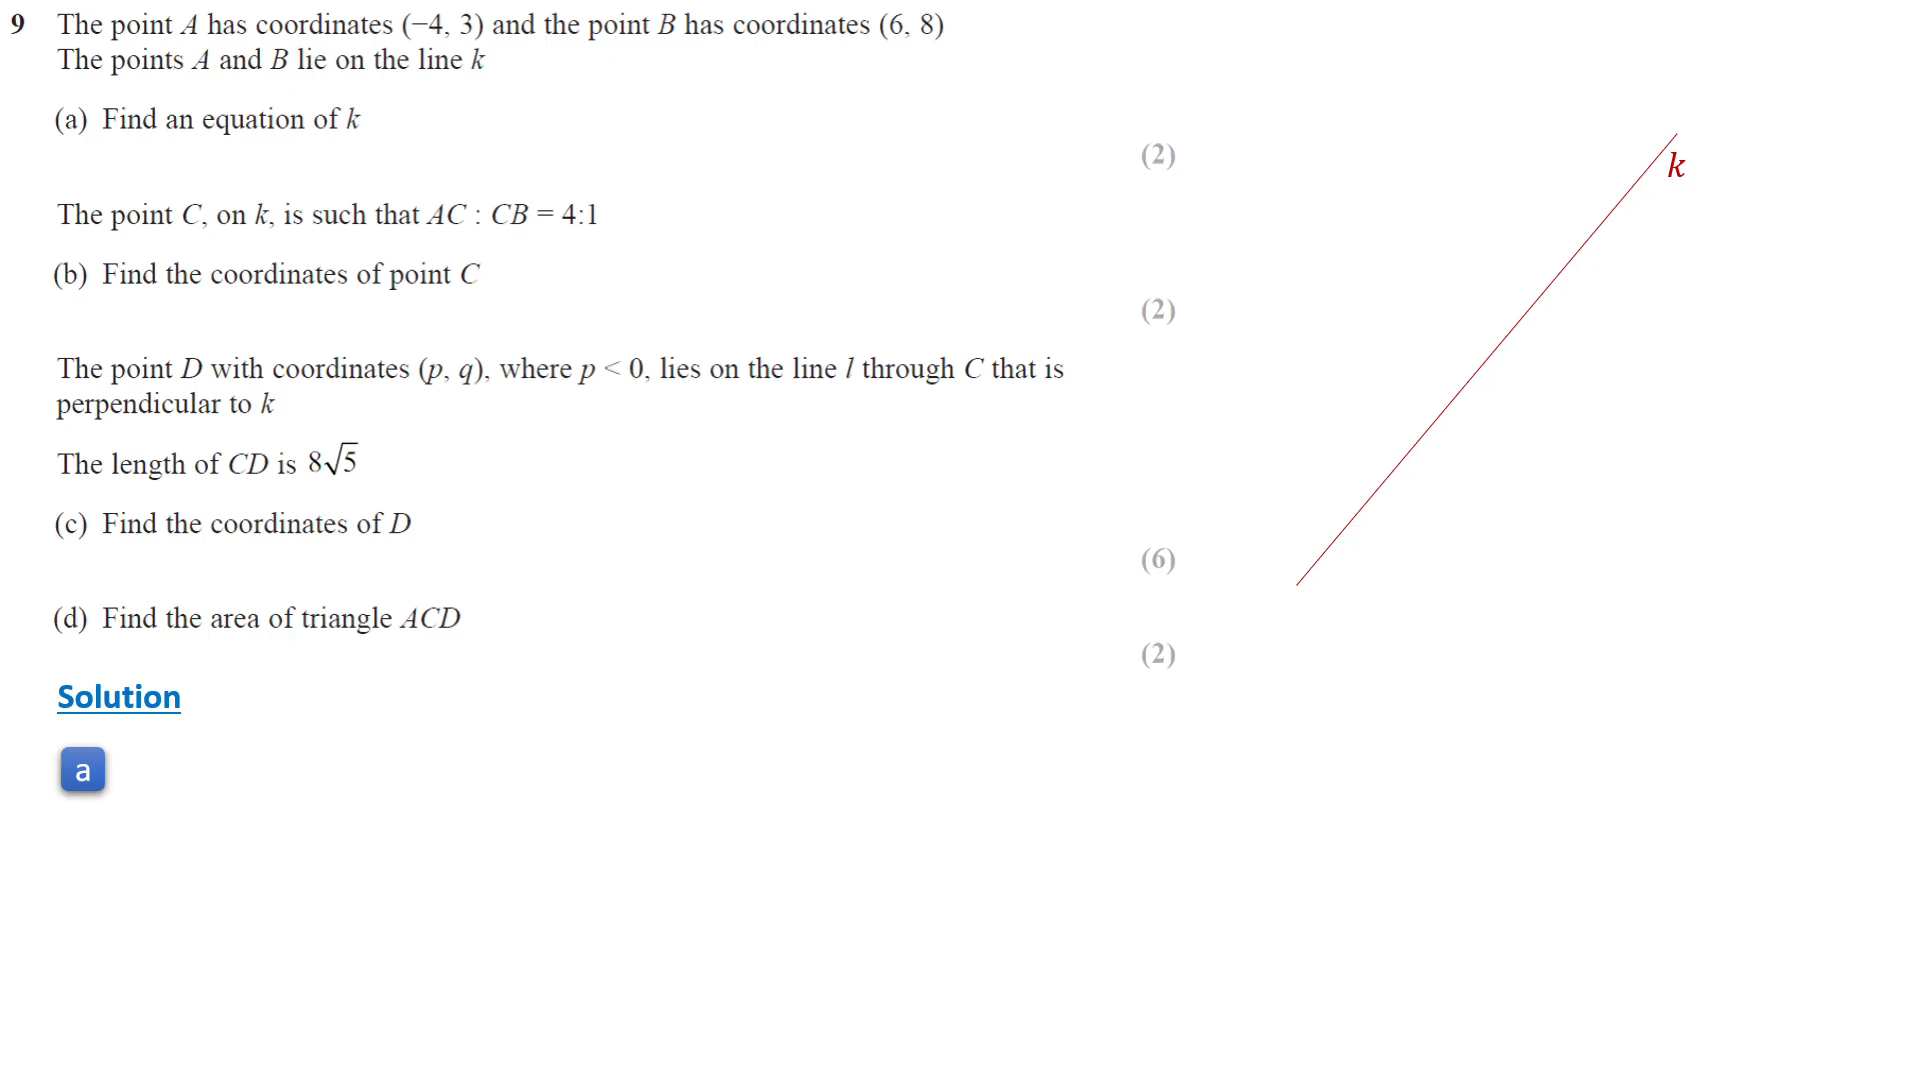 9 The point A has coordinates (−4, 3) and the point B has coordinates (6, 8)
The points A and B lie on the line k
(a) Find an equation of k
(2)
k
The point C, on k, is such that AC : CB = 4:1
(b) Find the coordinates of point C
(2)
The point D with coordinates (p, q), where p < 0, lies on the line l through C that is
perpendicular to k
The length of CD is 8√5
(c) Find the coordinates of D
(6)
(d) Find the area of triangle ACD
(2)
Solution
a